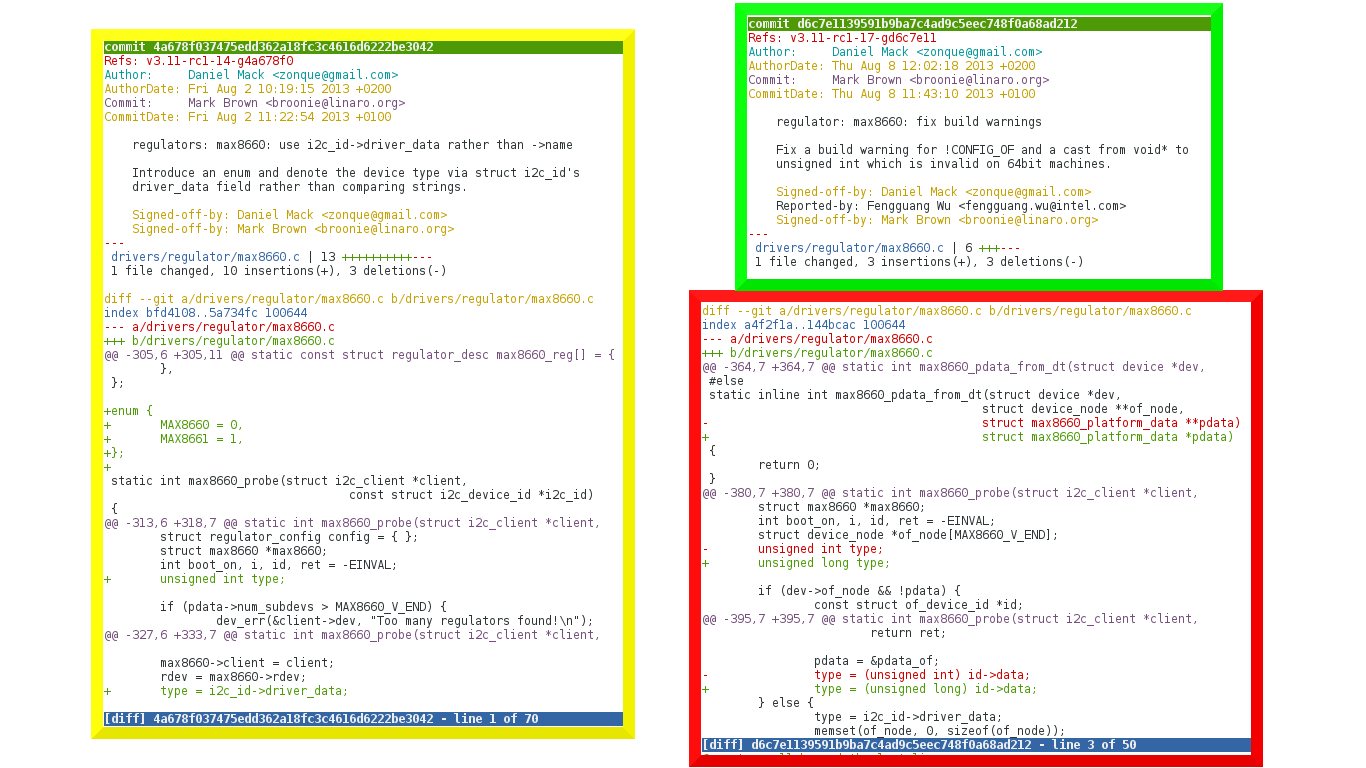 commit 4a678f037475edd362a18fc3c4616d6222be3042
Refs: v3.11-rc1-14-g4a678f0
Author:     Daniel Mack <zonque@gmail.com>
AuthorDate: Fri Aug 2 10:19:15 2013 +0200
Commit:     Mark Brown <broonie@linaro.org>
CommitDate: Fri Aug 2 11:22:54 2013 +0100
    regulators: max8660: use i2c_id->driver_data rather than ->name
    Introduce an enum and denote the device type via struct i2c_id's
    driver_data field rather than comparing strings.
    Signed-off-by: Daniel Mack <zonque@gmail.com>
    Signed-off-by: Mark Brown <broonie@linaro.org>
---
 drivers/regulator/max8660.c | 13 ++++++++++---
 1 file changed, 10 insertions(+), 3 deletions(-)
diff --git a/drivers/regulator/max8660.c b/drivers/regulator/max8660.c
index bfd4108..5a734fc 100644
--- a/drivers/regulator/max8660.c
+++ b/drivers/regulator/max8660.c
@@ -305,6 +305,11 @@ static const struct regulator_desc max8660_reg[] = {
        },
 };
+enum {
+       MAX8660 = 0,
+       MAX8661 = 1,
+};
+
 static int max8660_probe(struct i2c_client *client,
                                   const struct i2c_device_id *i2c_id)
 {
@@ -313,6 +318,7 @@ static int max8660_probe(struct i2c_client *client,
        struct regulator_config config = { };
        struct max8660 *max8660;
        int boot_on, i, id, ret = -EINVAL;
+       unsigned int type;
        if (pdata->num_subdevs > MAX8660_V_END) {
                dev_err(&client->dev, "Too many regulators found!\n");
@@ -327,6 +333,7 @@ static int max8660_probe(struct i2c_client *client,
        max8660->client = client;
        rdev = max8660->rdev;
+       type = i2c_id->driver_data;
[diff] 4a678f037475edd362a18fc3c4616d6222be3042 - line 1 of 70
commit d6c7e1139591b9ba7c4ad9c5eec748f0a68ad212
Refs: v3.11-rc1-17-gd6c7e11
Author:     Daniel Mack <zonque@gmail.com>
AuthorDate: Thu Aug 8 12:02:18 2013 +0200
Commit:     Mark Brown <broonie@linaro.org>
CommitDate: Thu Aug 8 11:43:10 2013 +0100
    regulator: max8660: fix build warnings
    Fix a build warning for !CONFIG_OF and a cast from void* to
    unsigned int which is invalid on 64bit machines.
    Signed-off-by: Daniel Mack <zonque@gmail.com>
    Reported-by: Fengguang Wu <fengguang.wu@intel.com>
    Signed-off-by: Mark Brown <broonie@linaro.org>
---
 drivers/regulator/max8660.c | 6 +++---
 1 file changed, 3 insertions(+), 3 deletions(-)
diff --git a/drivers/regulator/max8660.c b/drivers/regulator/max8660.c
index a4f2f1a..144bcac 100644
--- a/drivers/regulator/max8660.c
+++ b/drivers/regulator/max8660.c
@@ -364,7 +364,7 @@ static int max8660_pdata_from_dt(struct device *dev,
 #else
 static inline int max8660_pdata_from_dt(struct device *dev,
                                        struct device_node **of_node,
-                                       struct max8660_platform_data **pdata)
+                                       struct max8660_platform_data *pdata)
 {
        return 0;
 }
@@ -380,7 +380,7 @@ static int max8660_probe(struct i2c_client *client,
        struct max8660 *max8660;
        int boot_on, i, id, ret = -EINVAL;
        struct device_node *of_node[MAX8660_V_END];
-       unsigned int type;
+       unsigned long type;
        if (dev->of_node && !pdata) {
                const struct of_device_id *id;
@@ -395,7 +395,7 @@ static int max8660_probe(struct i2c_client *client,
                        return ret;
                pdata = &pdata_of;
-               type = (unsigned int) id->data;
+               type = (unsigned long) id->data;
        } else {
                type = i2c_id->driver_data;
                memset(of_node, 0, sizeof(of_node));
[diff] d6c7e1139591b9ba7c4ad9c5eec748f0a68ad212 - line 3 of 50